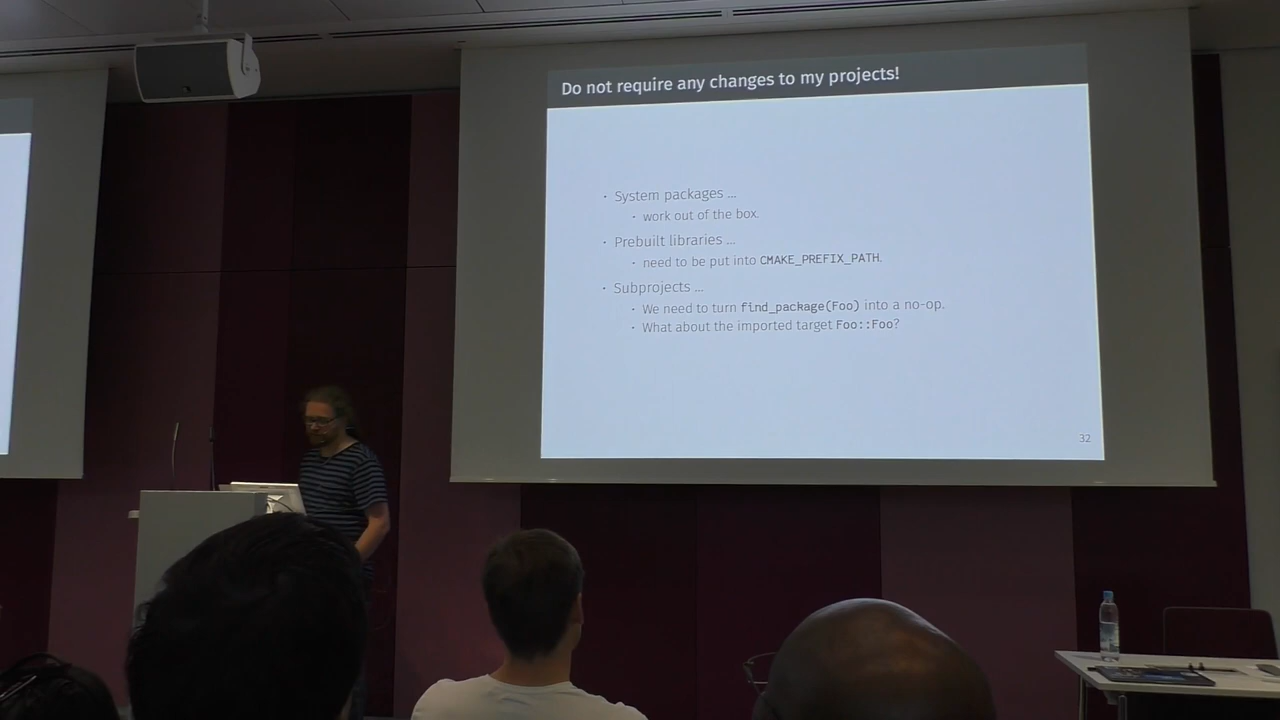 Do not require any changes to my projects!
· System packages ...
· work out of the box.
· Prebuilt libraries ...
· need to be put into CMAKE_PREFIX_PATH.
· Subprojects ...
· We need to turn find_package(Foo) into a no-op.
· What about the imported target Foo::Foo?
32